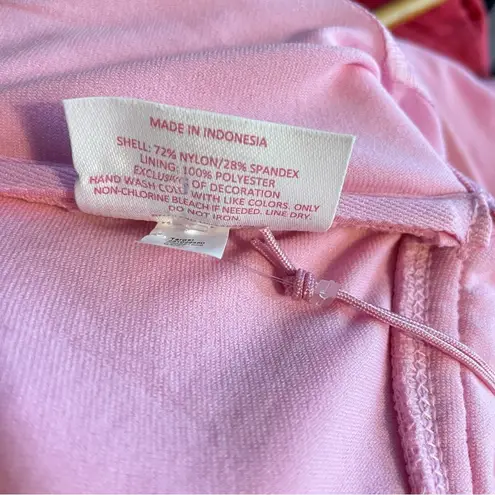 MADE IN INDONESIA
SHELL: 72% NYLON/28% SPANDEX
LINING: 100% POLYESTER
EXCLUSIVE OF DECORATION
HAND WASH COLD WITH LIKE COLORS. ONLY
NON-CHLORINE BLEACH IF NEEDED. LINE DRY.
DO NOT IRON.